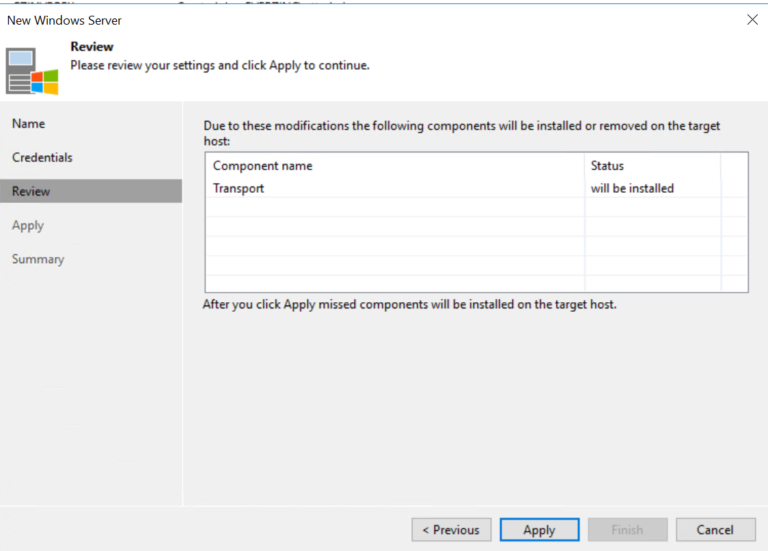 New Windows Server
Review
Please review your settings and click Apply to continue.
Name
Credentials
Review
Apply
Summary
Due to these modifications the following components will be installed or removed on the target
host:
Component name Status
Transport will be installed
After you click Apply missed components will be installed on the target host.
< Previous Apply Finish Cancel